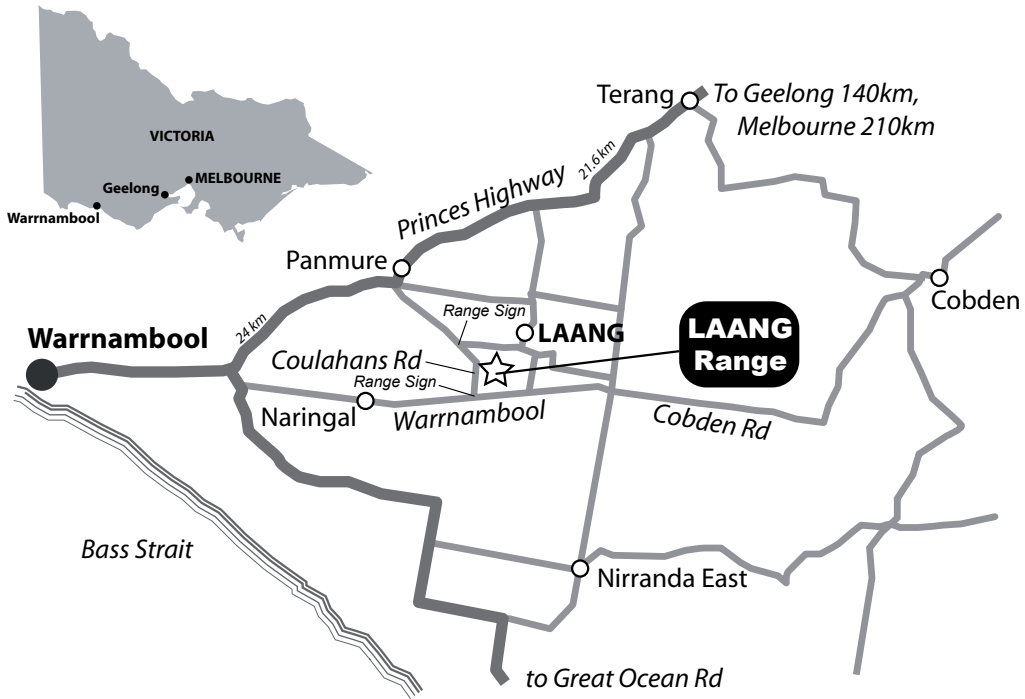 VICTORIA
MELBOURNE
Geelong
Warrnambool
Terang
To Geelong 140km,
Melbourne 210km
21.6 km
Princes Highway
Panmure
Cobden
Range Sign
LAANG
LAANG
Range
24 km
Warrnambool
Coulahans Rd
Range Sign
Naringal
Warrnambool
Cobden Rd
Bass Strait
Nirranda East
to Great Ocean Rd